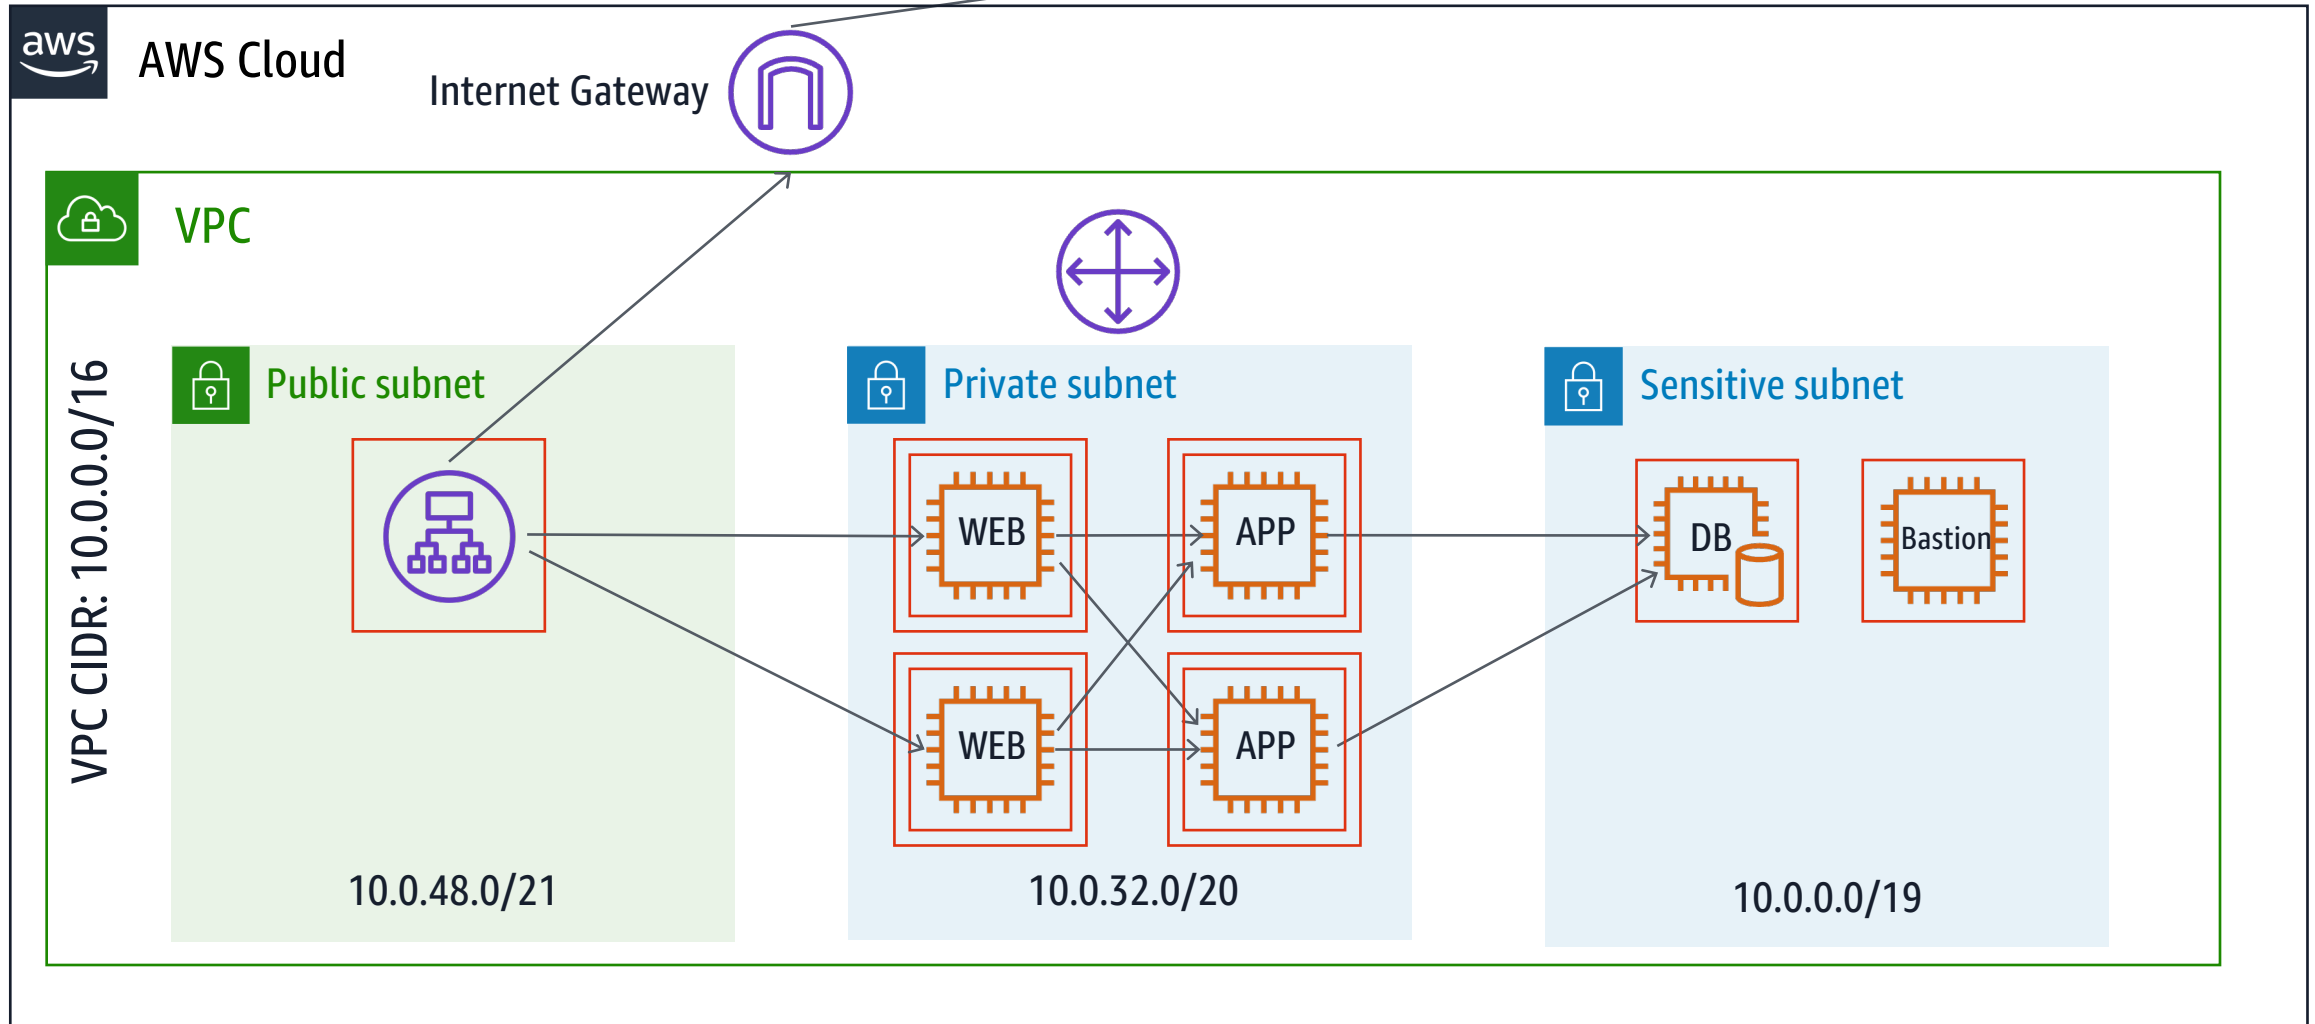 aws
AWS Cloud
Internet Gateway
VPC
VPC CIDR: 10.0.0.0/16
Public subnet
Private subnet
Sensitive subnet
WEB
APP
DB
Bastion
WEB
APP
10.0.48.0/21
10.0.32.0/20
10.0.0.0/19